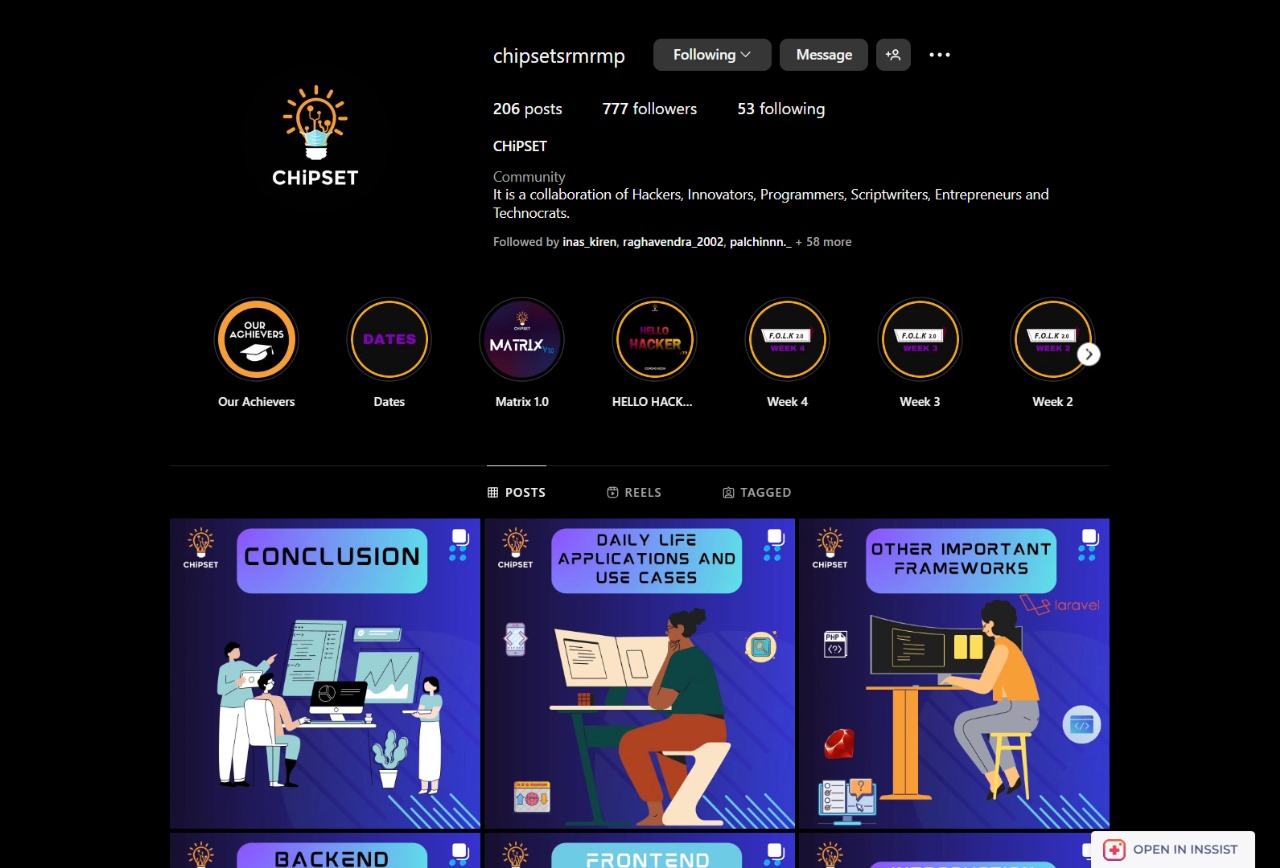 chipsetsrmrmp
Following
Message
206 posts
777 followers
53 following
CHiPSET
CHiPSET
Community
It is a collaboration of Hackers, Innovators, Programmers, Scriptwriters, Entrepreneurs and
Technocrats.
Followed by inas_kiren, raghavendra_2002, palchinnn._ + 58 more
OUR
ACHIEVERS
DATES
CHiPSET
MATRIX V1.0
HELLO
HACKER
F.O.L.K 2.0
WEEK 4
F.O.L.K 2.0
WEEK 3
F.O.L.K 2.0
WEEK 2
Our Achievers
Dates
Matrix 1.0
HELLO HACK...
Week 4
Week 3
Week 2
POSTS
REELS
TAGGED
CHiPSET
CONCLUSION
CHiPSET
DAILY LIFE
APPLICATIONS AND
USE CASES
CHiPSET
OTHER IMPORTANT
FRAMEWORKS
laravel
PHP
BACKEND
FRONTEND
OPEN IN INSSIST